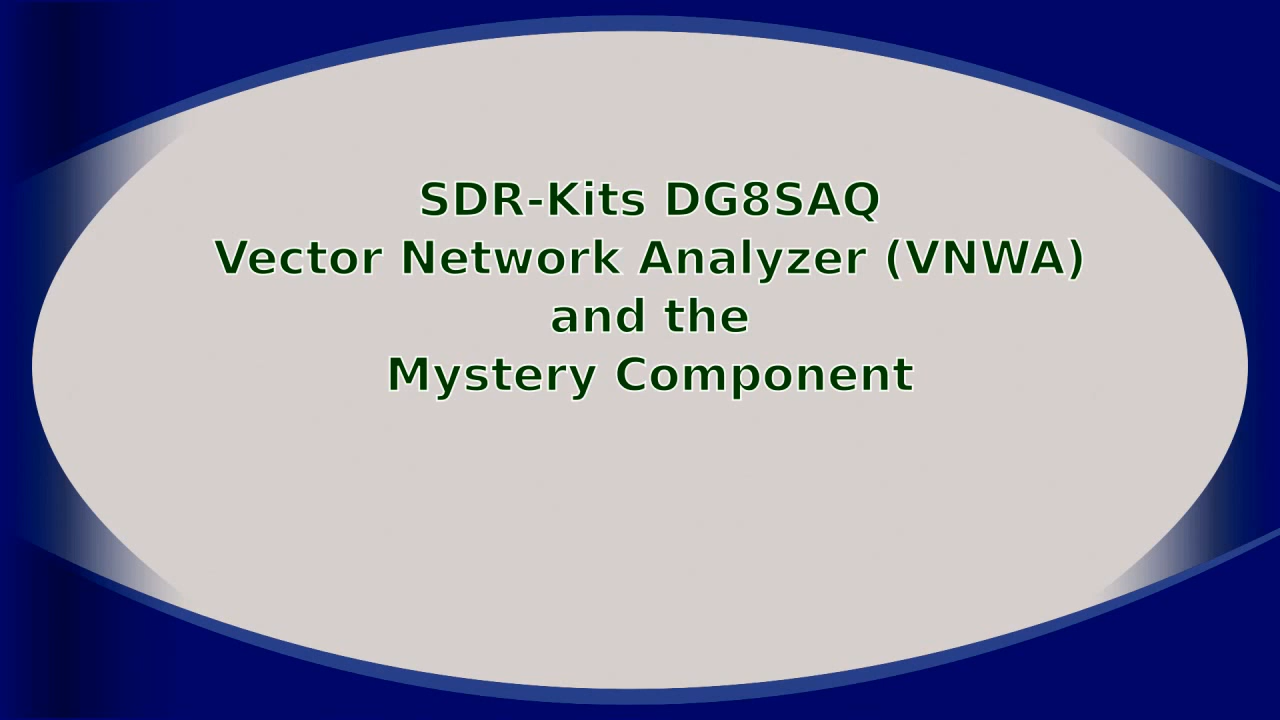 SDR-Kits DG8SAQ
Vector Network Analyzer (VNWA)
and the
Mystery Component